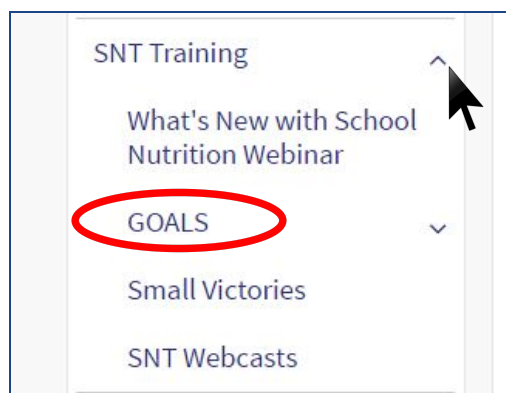 SNT Training
What's New with School
Nutrition Webinar
GOALS
Small Victories
SNT Webcasts